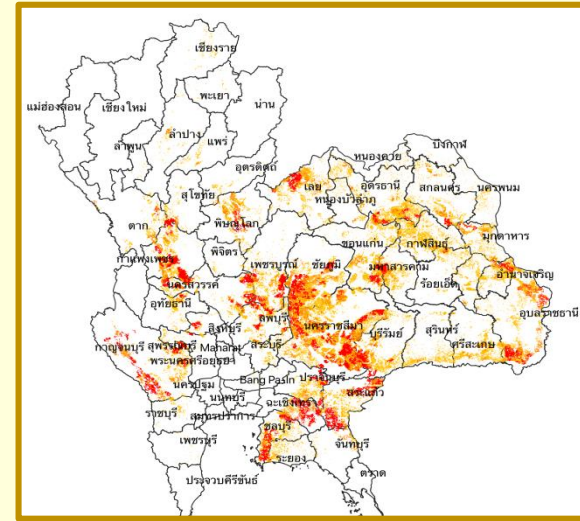 เชียงราย
พะเยา
แม่ฮ่องสอน
เชียงใหม่
น่าน
ลำปาง
แพร่
ลำพูน
อุตรดิตถ์
บึงกาฬ
หนองคาย
เลย
อุดรธานี
สกลนคร
นครพนม
หนองบัวลำภู
สุโขทัย
ตาก
พิษณุโลก
มุกดาหาร
ขอนแก่น
กาฬสินธุ์
กำแพงเพชร
พิจิตร
เพชรบูรณ์
ชัยภูมิ
มหาสารคาม
ร้อยเอ็ด
อำนาจเจริญ
นครสวรรค์
อุทัยธานี
อุบลราชธานี
ลพบุรี
นครราชสีมา
บุรีรัมย์
สุรินทร์
ศรีสะเกษ
สิงห์บุรี
กาญจนบุรี
สุพรรณบุรี
Maharat
สระบุรี
พระนครศรีอยุธยา
Bang Pasin
ปราจีนบุรี
นครปฐม
สระแก้ว
นนทบุรี
ฉะเชิงเทรา
ราชบุรี
สมุทรปราการ
ชลบุรี
เพชรบุรี
จันทบุรี
ระยอง
ตราด
ประจวบคีรีขันธ์